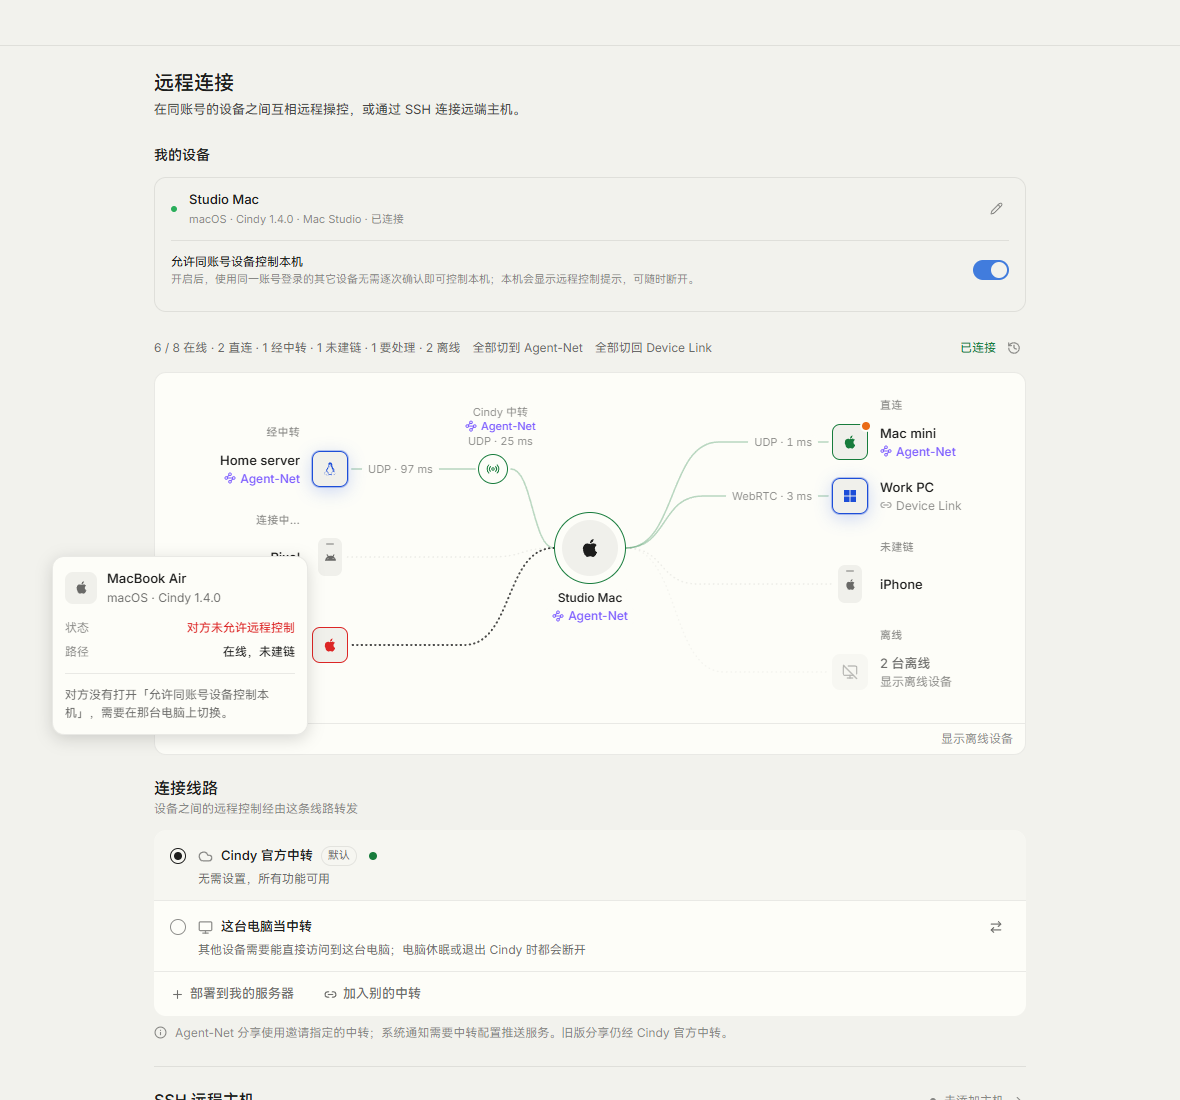 远程连接
在同账号的设备之间互相远程操控，或通过 SSH 连接远端主机。
我的设备
Studio Mac
macOS · Cindy 1.4.0 · Mac Studio · 已连接
允许同账号设备控制本机
开启后，使用同一账号登录的其它设备无需逐次确认即可控制本机；本机会显示远程控制提示，可随时断开。
6 / 8 在线 · 2 直连 · 1 经中转 · 1 未建链 · 1 要处理 · 2 离线 全部切到 Agent-Net 全部切回 Device Link
已连接
经中转
Home server
Agent-Net
UDP · 97 ms
Cindy 中转
Agent-Net
UDP · 25 ms
连接中...
Studio Mac
Agent-Net
直连
UDP · 1 ms
Mac mini
Agent-Net
WebRTC · 3 ms
Work PC
Device Link
未建链
iPhone
离线
2 台离线
显示离线设备
MacBook Air
macOS · Cindy 1.4.0
状态 对方未允许远程控制
路径 在线，未建链
对方没有打开「允许同账号设备控制本
机」，需要在那台电脑上切换。
显示离线设备
连接线路
设备之间的远程控制经由这条线路转发
Cindy 官方中转 默认
无需设置，所有功能可用
这台电脑当中转
其他设备需要能直接访问到这台电脑；电脑休眠或退出 Cindy 时都会断开
部署到我的服务器 加入别的中转
Agent-Net 分享使用邀请指定的中转；系统通知需要中转配置推送服务。旧版分享仍经 Cindy 官方中转。
SSH 远程主机
未添加主机